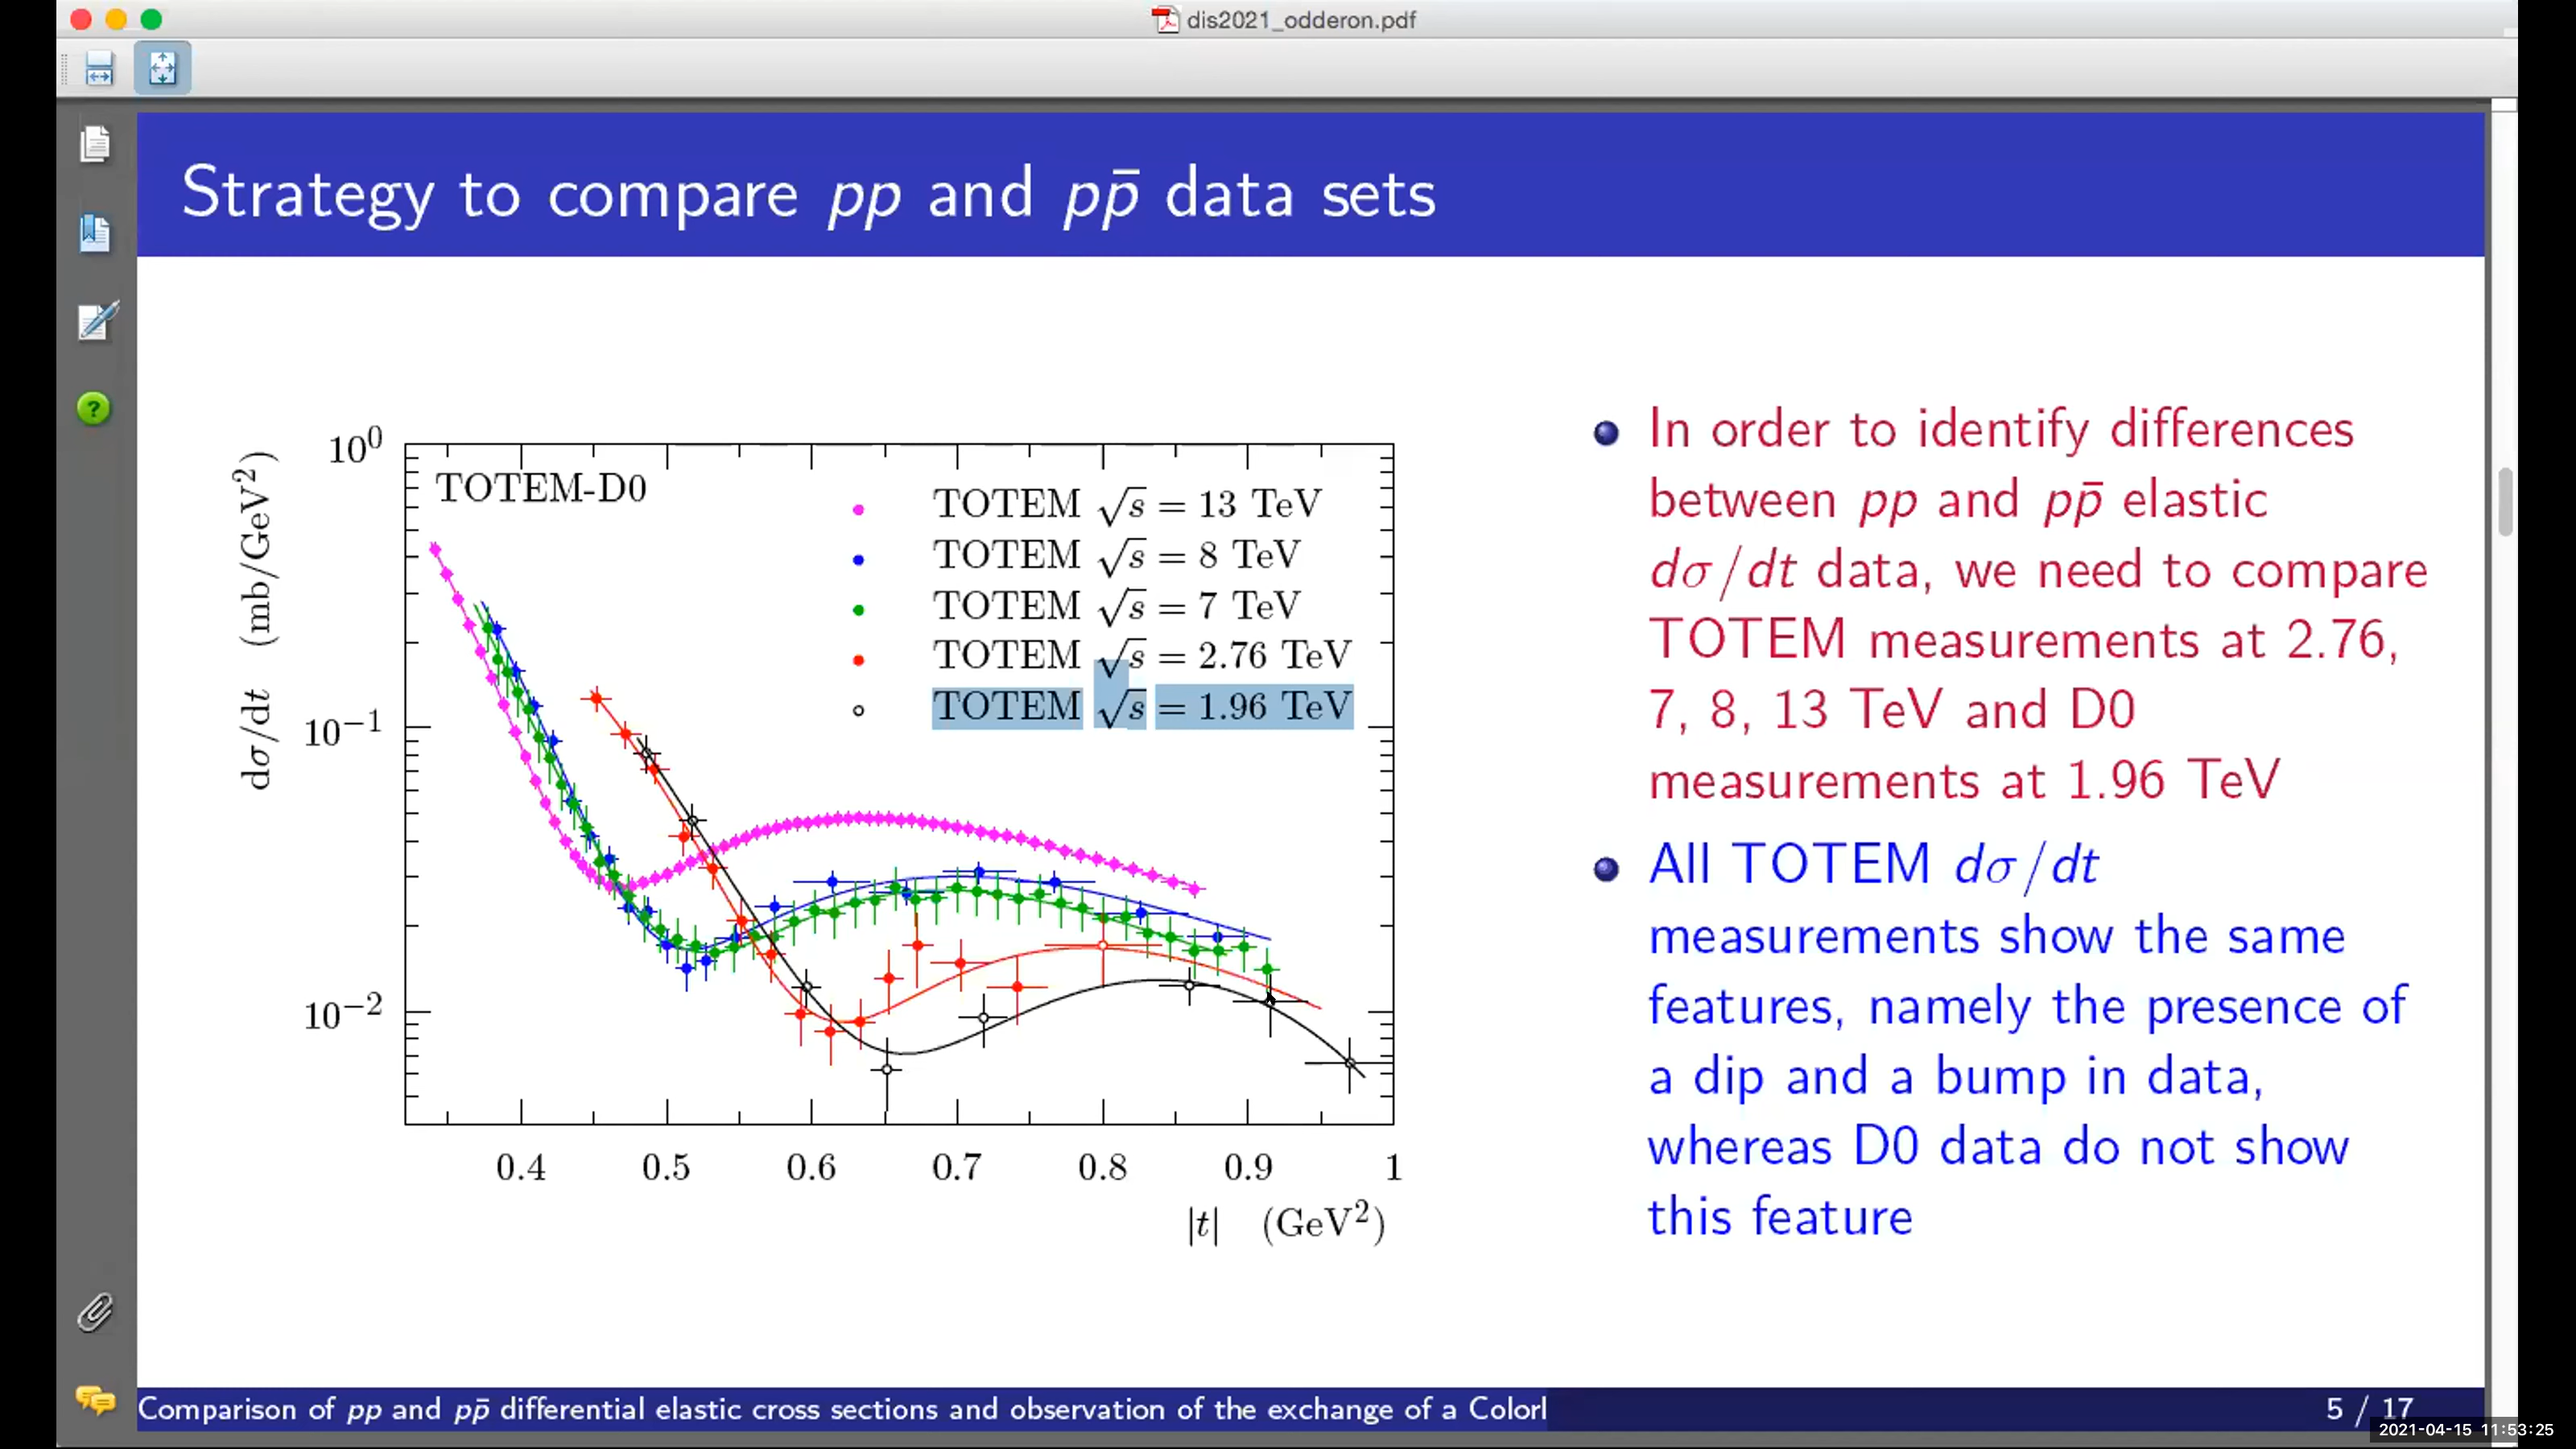 dis2021_odderon.pdf
Strategy to compare pp and pp̄ data sets
TOTEM-D0
TOTEM √s = 13 TeV
TOTEM √s = 8 TeV
TOTEM √s = 7 TeV
TOTEM √s = 2.76 TeV
TOTEM √s = 1.96 TeV
dσ/dt (mb/GeV²)
10⁰
10⁻¹
10⁻²
0.4 0.5 0.6 0.7 0.8 0.9 1
|t| (GeV²)
In order to identify differences
between pp and pp̄ elastic
dσ/dt data, we need to compare
TOTEM measurements at 2.76,
7, 8, 13 TeV and D0
measurements at 1.96 TeV
All TOTEM dσ/dt
measurements show the same
features, namely the presence of
a dip and a bump in data,
whereas D0 data do not show
this feature
Comparison of pp and pp̄ differential elastic cross sections and observation of the exchange of a Colorl
5 / 17
2021-04-15 11:53:25